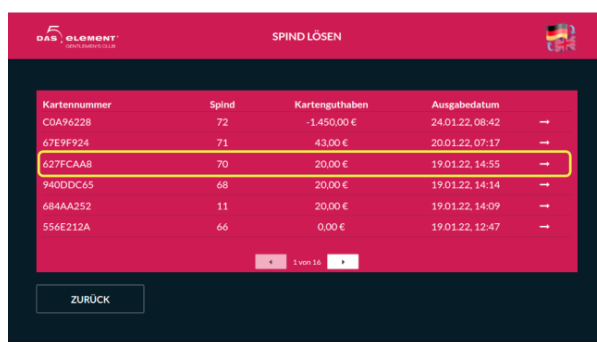 DAS element
GENTLEMEN'S CLUB
SPIND LÖSEN
Kartennummer Spind Kartenguthaben Ausgabedatum
C0A96228 72 -1.450,00 € 24.01.22, 08:42 →
67E9F924 71 43,00 € 20.01.22, 07:17 →
627FCAA8 70 20,00 € 19.01.22, 14:55 →
940DDC65 68 20,00 € 19.01.22, 14:14 →
684AA252 11 20,00 € 19.01.22, 14:09 →
556E212A 66 0,00 € 19.01.22, 12:47 →
1 von 16
ZURÜCK